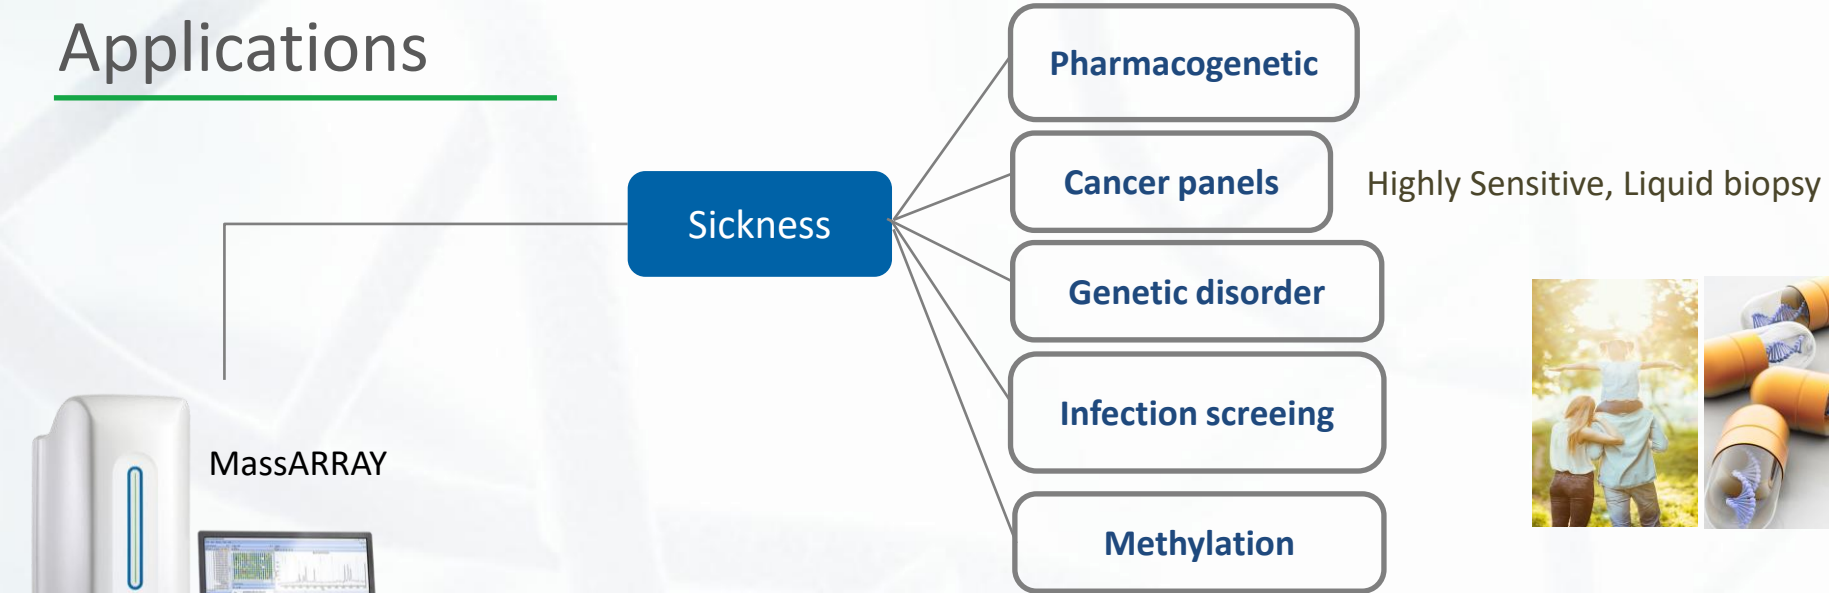 Applications
Pharmacogenetic
Cancer panels
Highly Sensitive, Liquid biopsy
Sickness
Genetic disorder
Infection screeing
MassARRAY
Methylation